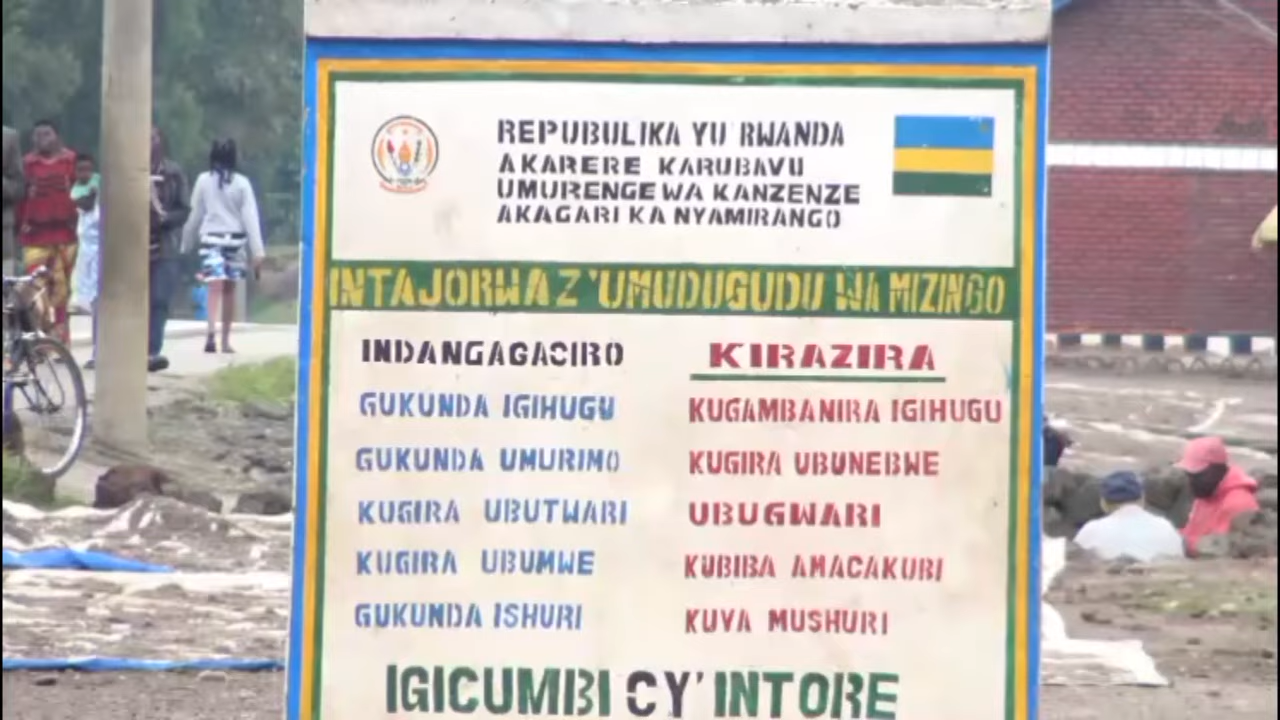 REPUBULIKA YU RWANDA
AKARERE KARUBAVU
UMURENGE WA KANZENZE
AKAGARI KA NYAMIRANGO
INTAJORWA Z'UMUDUGUDU WA MIZINGO
INDANGAGACIRO
KIRAZIRA
GUKUNDA IGIHUGU
KUGAMBANIRA IGIHUGU
GUKUNDA UMURIMO
KUGIRA UBUNEBWE
KUGIRA UBUTWARI
UBUGWARI
KUGIRA UBUMWE
KUBIBA AMACAKUBI
GUKUNDA ISHURI
KUVA MUSHURI
IGICUMBI CY'INTORE